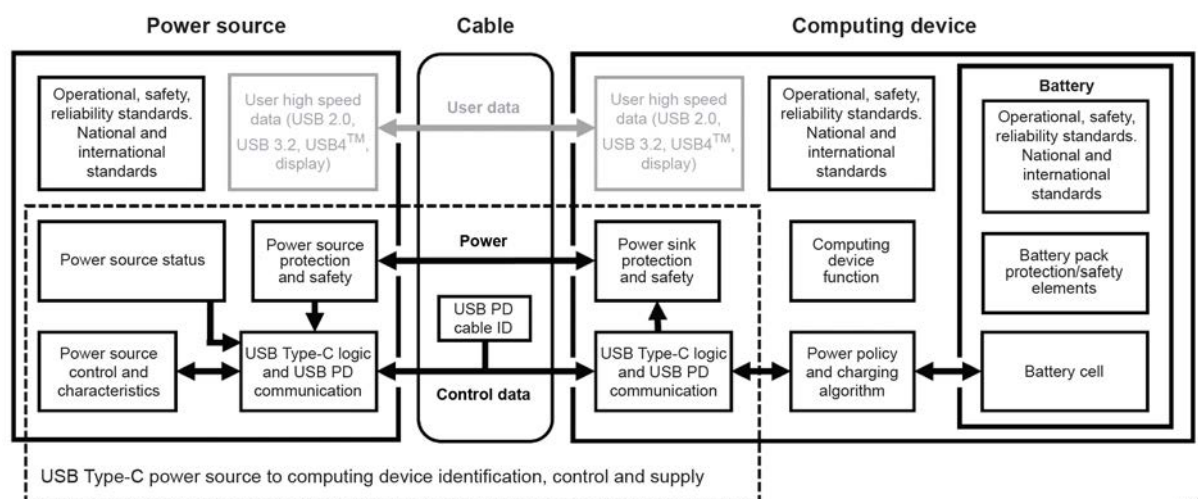 Power source
Cable
Computing device
Operational, safety,
reliability standards.
National and
international
standards
User high speed
data (USB 2.0,
USB 3.2, USB4™,
display)
User data
User high speed
data (USB 2.0,
USB 3.2, USB4™,
display)
Operational, safety,
reliability standards.
National and
international
standards
Battery
Operational, safety,
reliability standards.
National and
international
standards
Power source status
Power source
protection
and safety
Power
Power sink
protection
and safety
Computing
device
function
Battery pack
protection/safety
elements
USB PD
cable ID
Power source
control and
characteristics
USB Type-C logic
and USB PD
communication
Control data
USB Type-C logic
and USB PD
communication
Power policy
and charging
algorithm
Battery cell
USB Type-C power source to computing device identification, control and supply